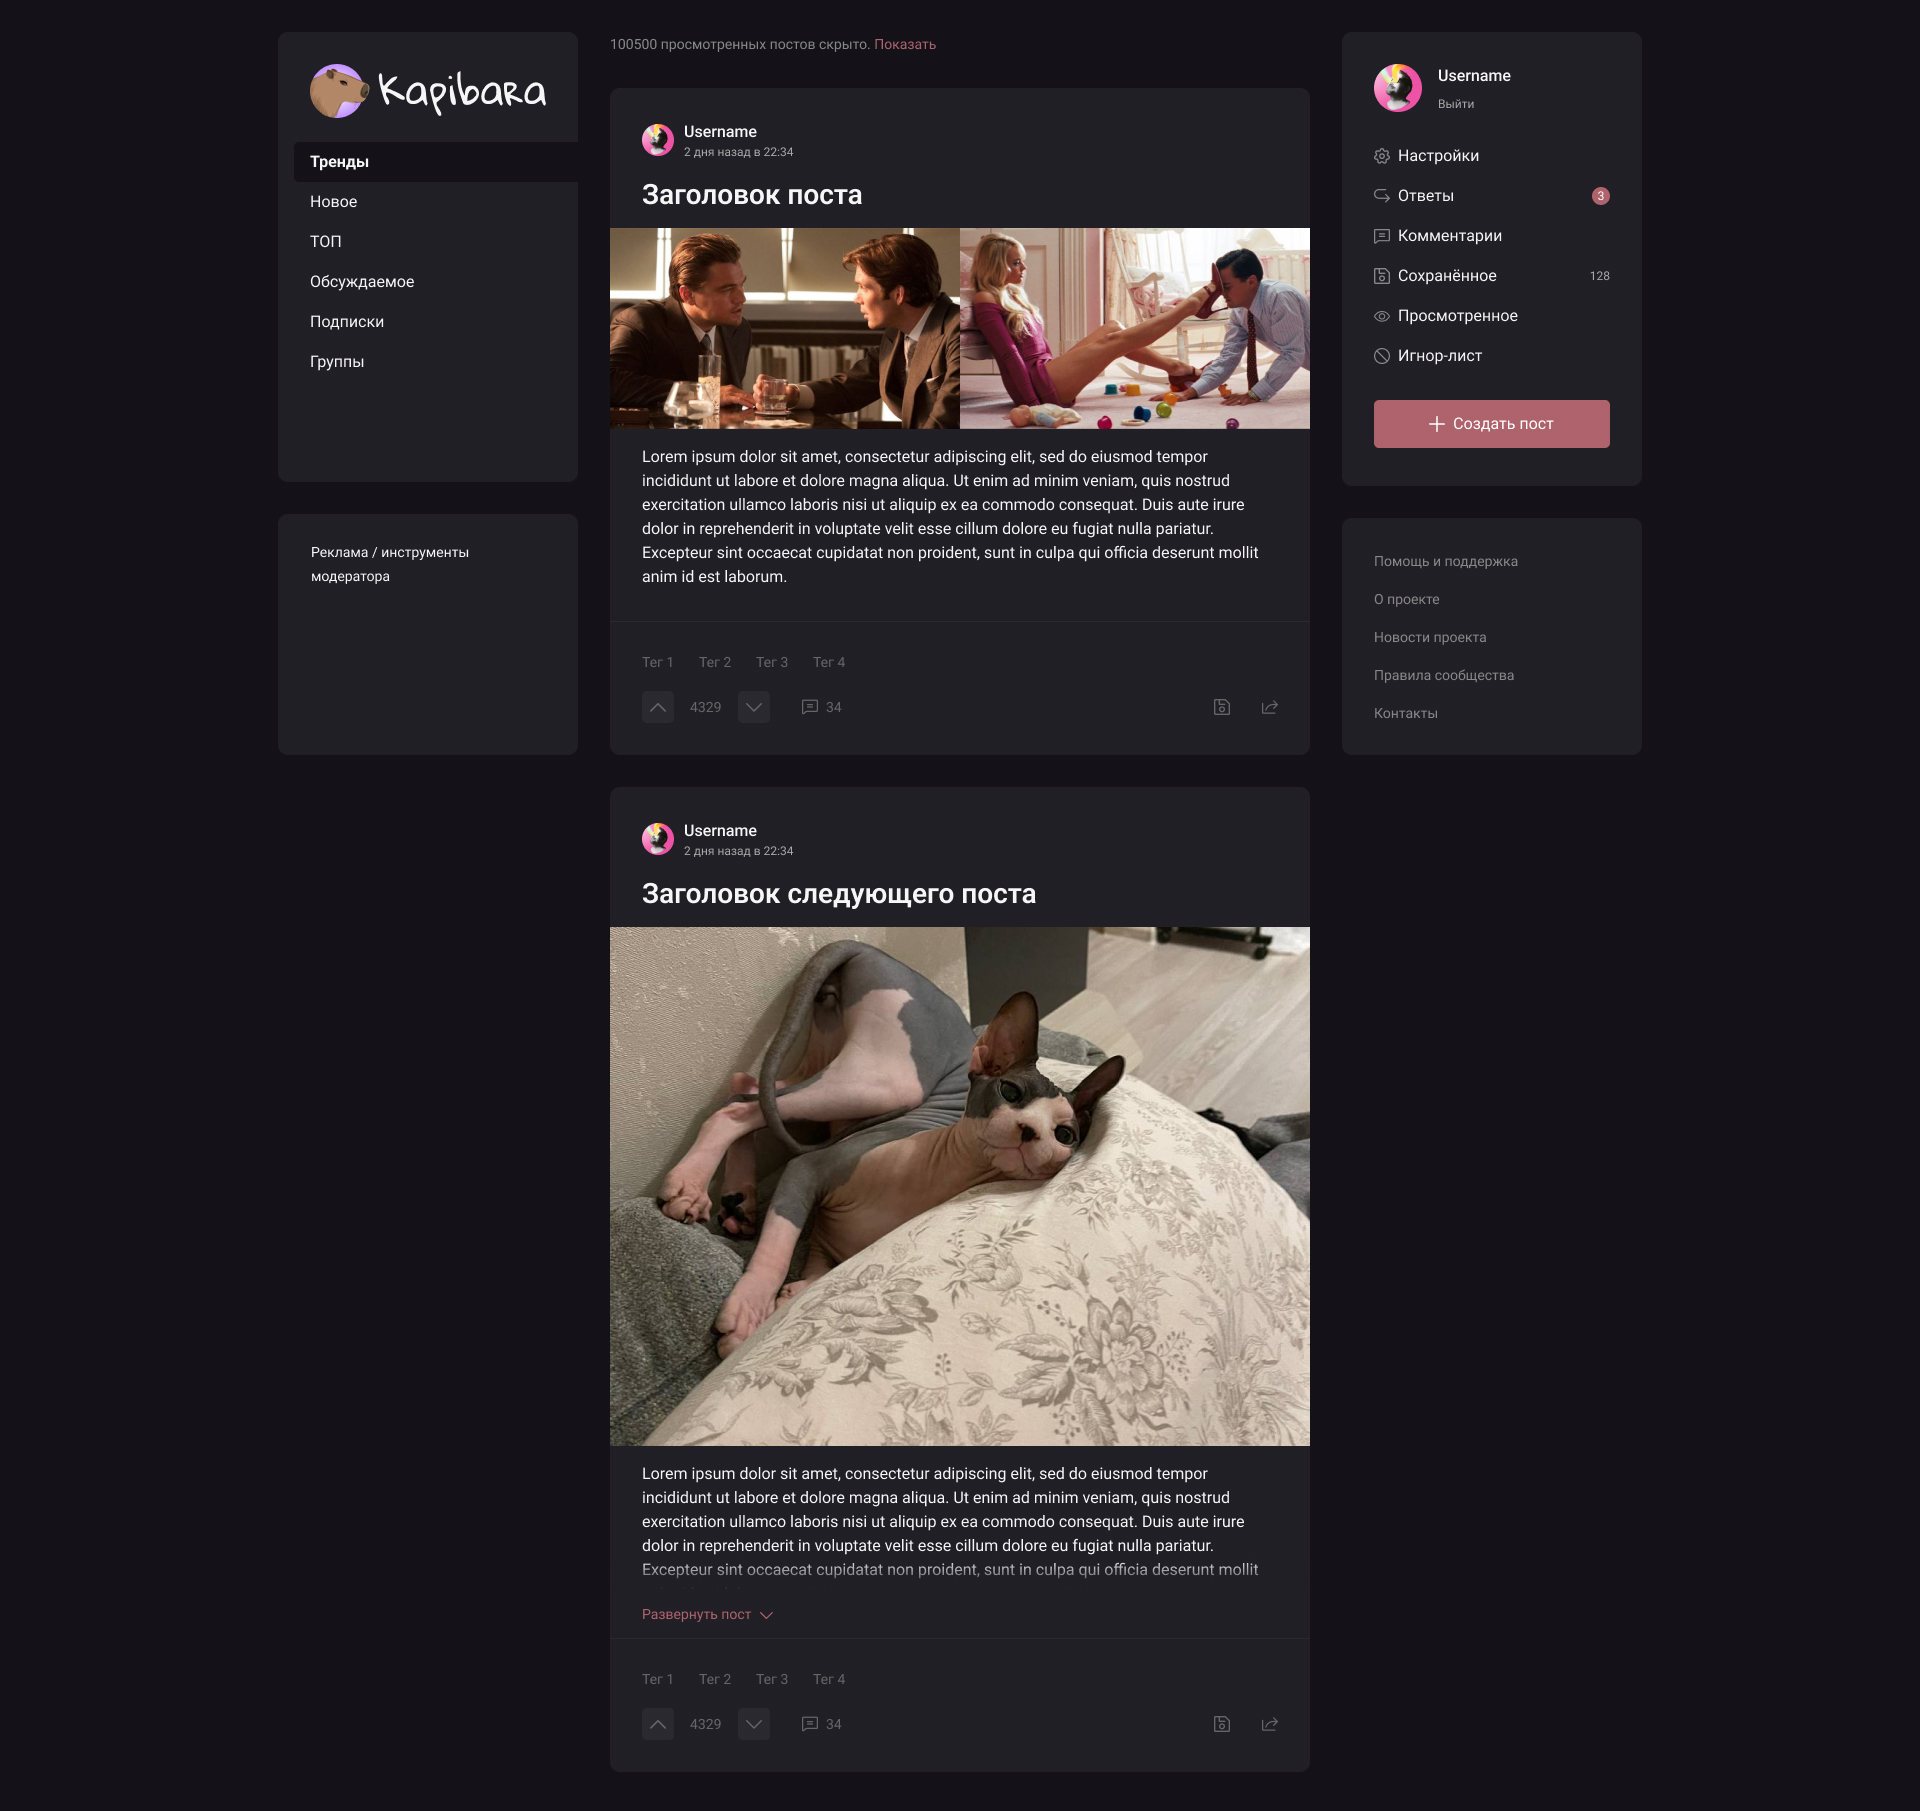 Kapibara
Тренды
Новое
ТОП
Обсуждаемое
Подписки
Группы
Реклама / инструменты
модератора
100500 просмотренных постов скрыто. Показать
Username
2 дня назад в 22:34
Заголовок поста
Lorem ipsum dolor sit amet, consectetur adipiscing elit, sed do eiusmod tempor
incididunt ut labore et dolore magna aliqua. Ut enim ad minim veniam, quis nostrud
exercitation ullamco laboris nisi ut aliquip ex ea commodo consequat. Duis aute irure
dolor in reprehenderit in voluptate velit esse cillum dolore eu fugiat nulla pariatur.
Excepteur sint occaecat cupidatat non proident, sunt in culpa qui officia deserunt mollit
anim id est laborum.
Тег 1 Тег 2 Тег 3 Тег 4
4329 34
Username
2 дня назад в 22:34
Заголовок следующего поста
Lorem ipsum dolor sit amet, consectetur adipiscing elit, sed do eiusmod tempor
incididunt ut labore et dolore magna aliqua. Ut enim ad minim veniam, quis nostrud
exercitation ullamco laboris nisi ut aliquip ex ea commodo consequat. Duis aute irure
dolor in reprehenderit in voluptate velit esse cillum dolore eu fugiat nulla pariatur.
Excepteur sint occaecat cupidatat non proident, sunt in culpa qui officia deserunt mollit
Развернуть пост
Тег 1 Тег 2 Тег 3 Тег 4
4329 34
Username
Выйти
Настройки
Ответы 3
Комментарии
Сохранённое 128
Просмотренное
Игнор-лист
Создать пост
Помощь и поддержка
О проекте
Новости проекта
Правила сообщества
Контакты